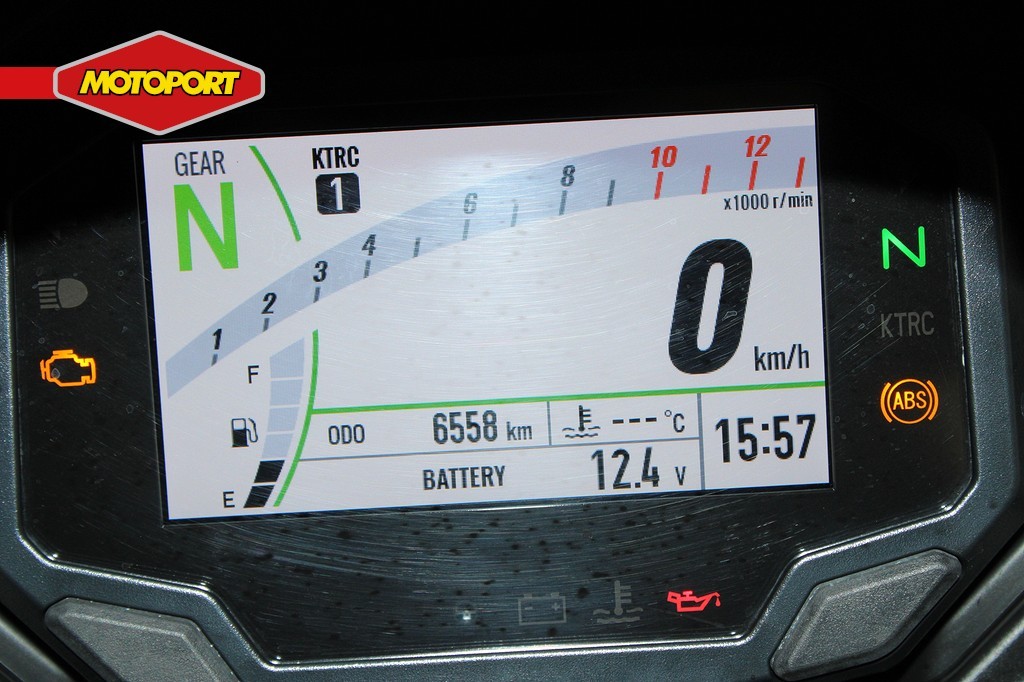 MOTOPORT
GEAR
N
KTRC
1
1 2 3 4 6 8 10 12
x1000 r/min
0 km/h
N
KTRC
ABS
F
E
ODO 6558 km
---°C
BATTERY 12.4 V
15:57